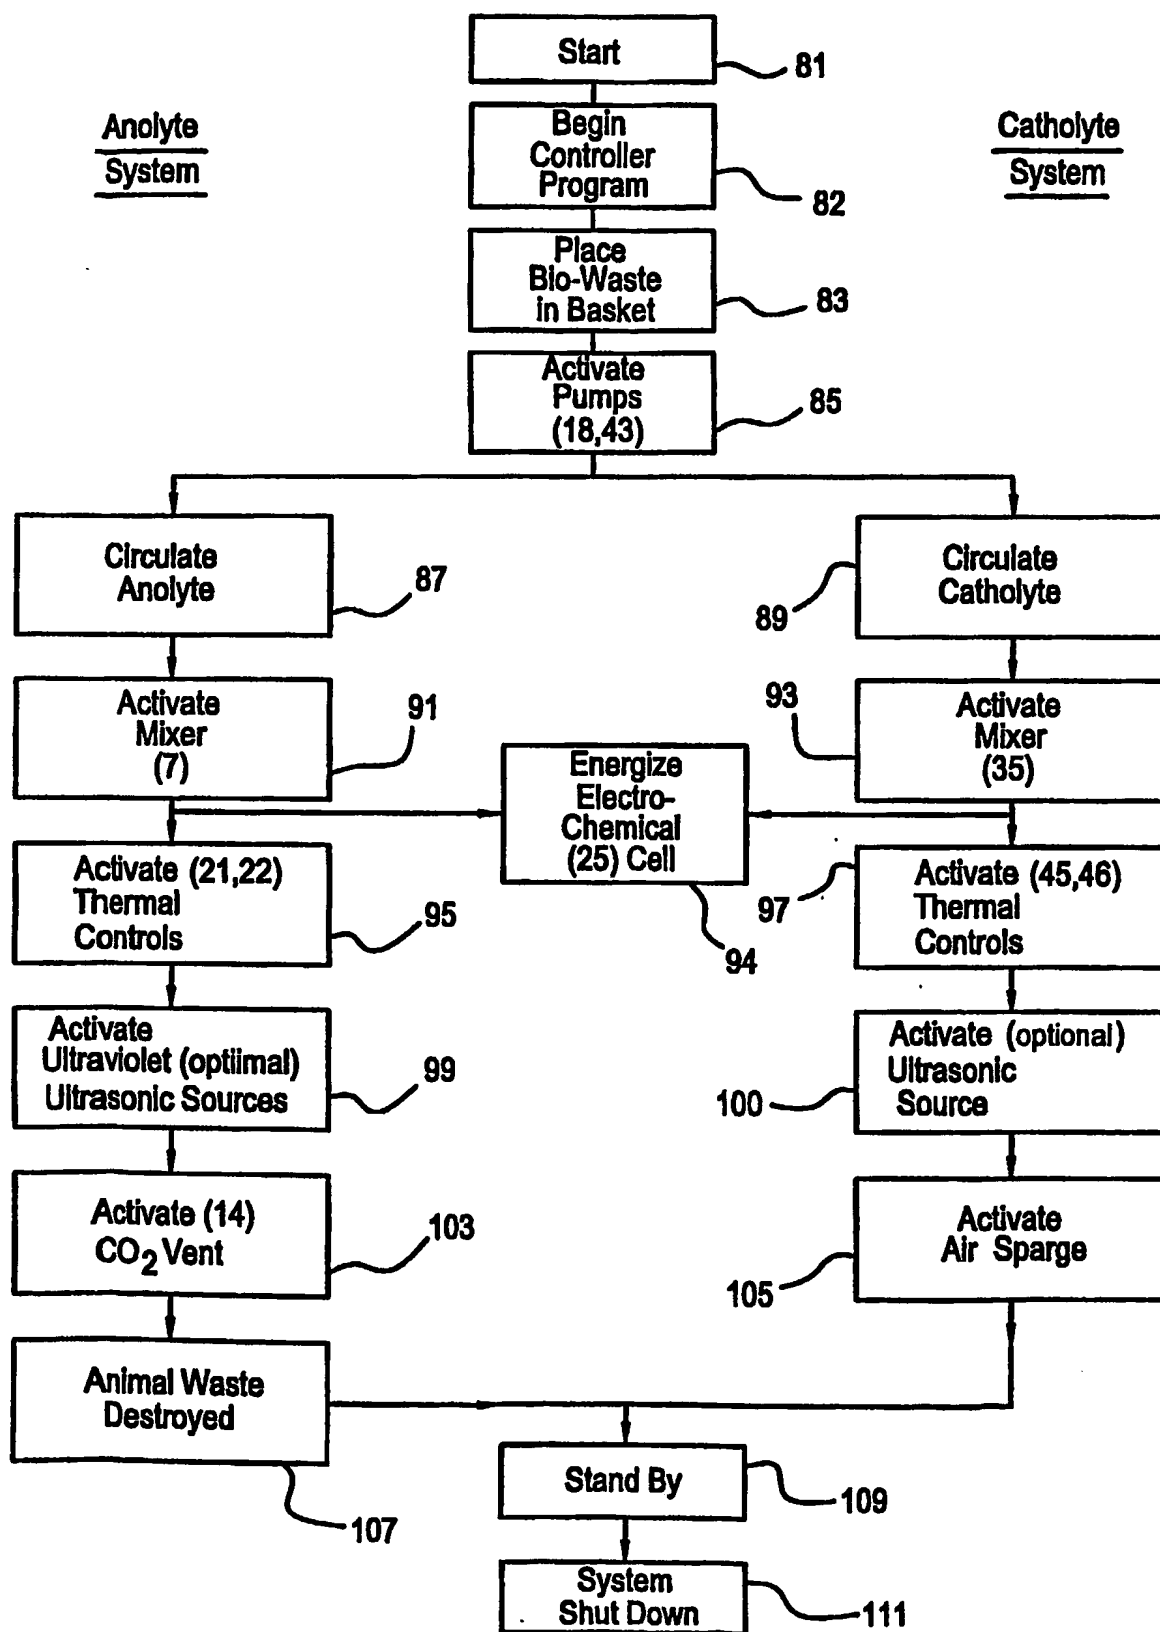 Start
81
Anolyte
System
Catholyte
System
Begin
Controller
Program
82
Place
Bio-Waste
in Basket
83
Activate
Pumps
(18,43)
85
Circulate
Anolyte
87
Circulate
Catholyte
89
Activate
Mixer
(7)
91
Activate
Mixer
(35)
93
Energize
Electro-
Chemical
(25) Cell
94
Activate (21,22)
Thermal
Controls
95
Activate (45,46)
Thermal
Controls
97
Activate
Ultraviolet (optiimal)
Ultrasonic Sources
99
Activate (optional)
Ultrasonic
Source
100
Activate (14)
CO2 Vent
103
Activate
Air Sparge
105
Animal Waste
Destroyed
107
Stand By
109
System
Shut Down
111